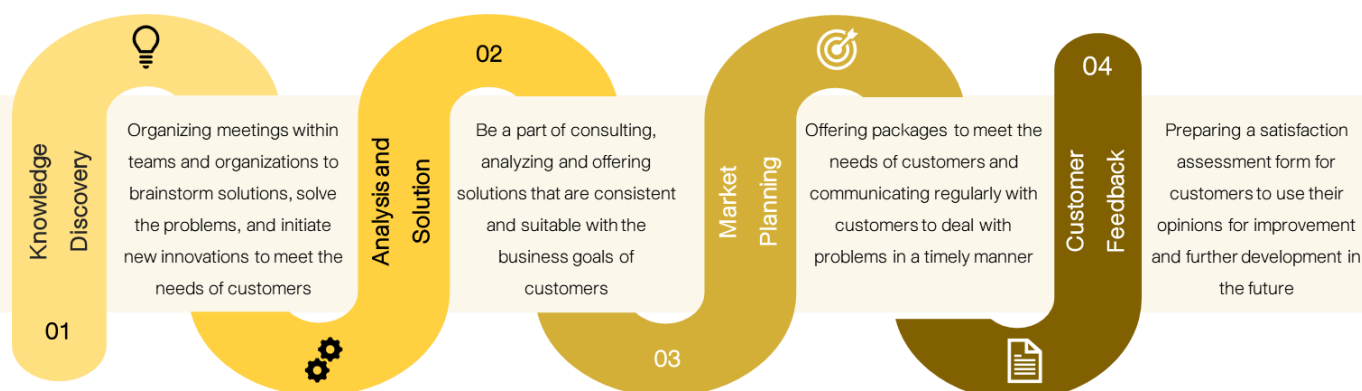 01
Knowledge
Discovery
Organizing meetings within
teams and organizations to
brainstorm solutions, solve
the problems, and initiate
new innovations to meet the
needs of customers
02
Analysis and
Solution
Be a part of consulting,
analyzing and offering
solutions that are consistent
and suitable with the
business goals of
customers
03
Market
Planning
Offering packages to meet the
needs of customers and
communicating regularly with
customers to deal with
problems in a timely manner
04
Customer
Feedback
Preparing a satisfaction
assessment form for
customers to use their
opinions for improvement
and further development in
the future